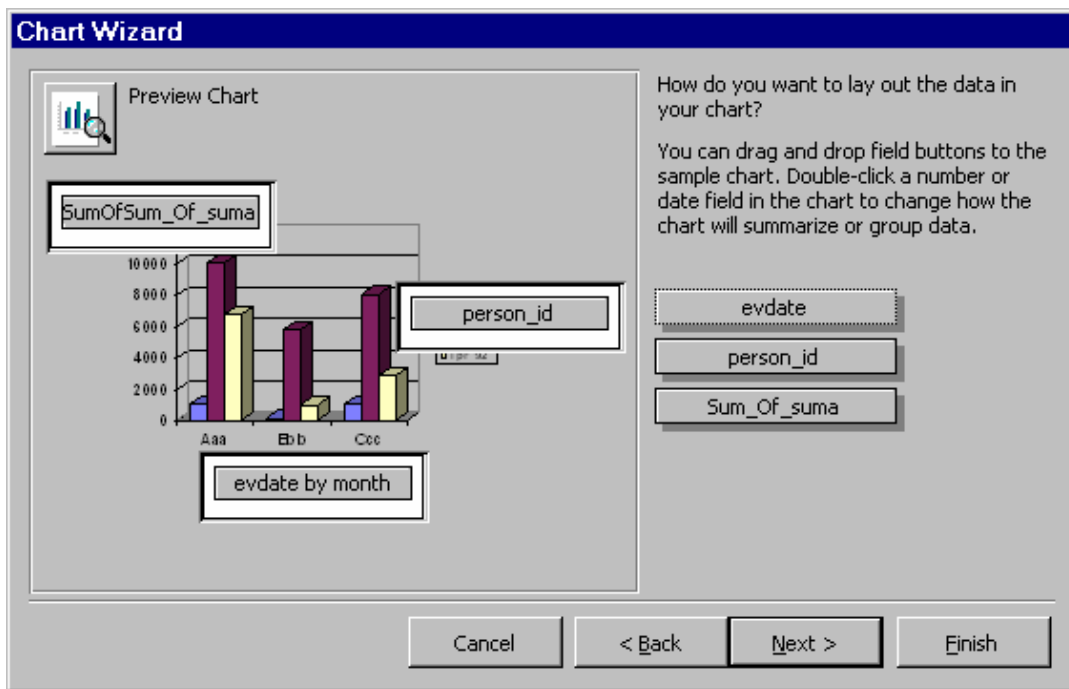 Chart Wizard
Preview Chart
How do you want to lay out the data in
your chart?
You can drag and drop field buttons to the
sample chart. Double-click a number or
date field in the chart to change how the
chart will summarize or group data.
SumOfSum_Of_suma
10000
8000
6000
4000
2000
0
person_id
Aaa
Bbb
Ccc
evdate by month
evdate
person_id
Sum_Of_suma
Cancel
< Back
Next >
Finish